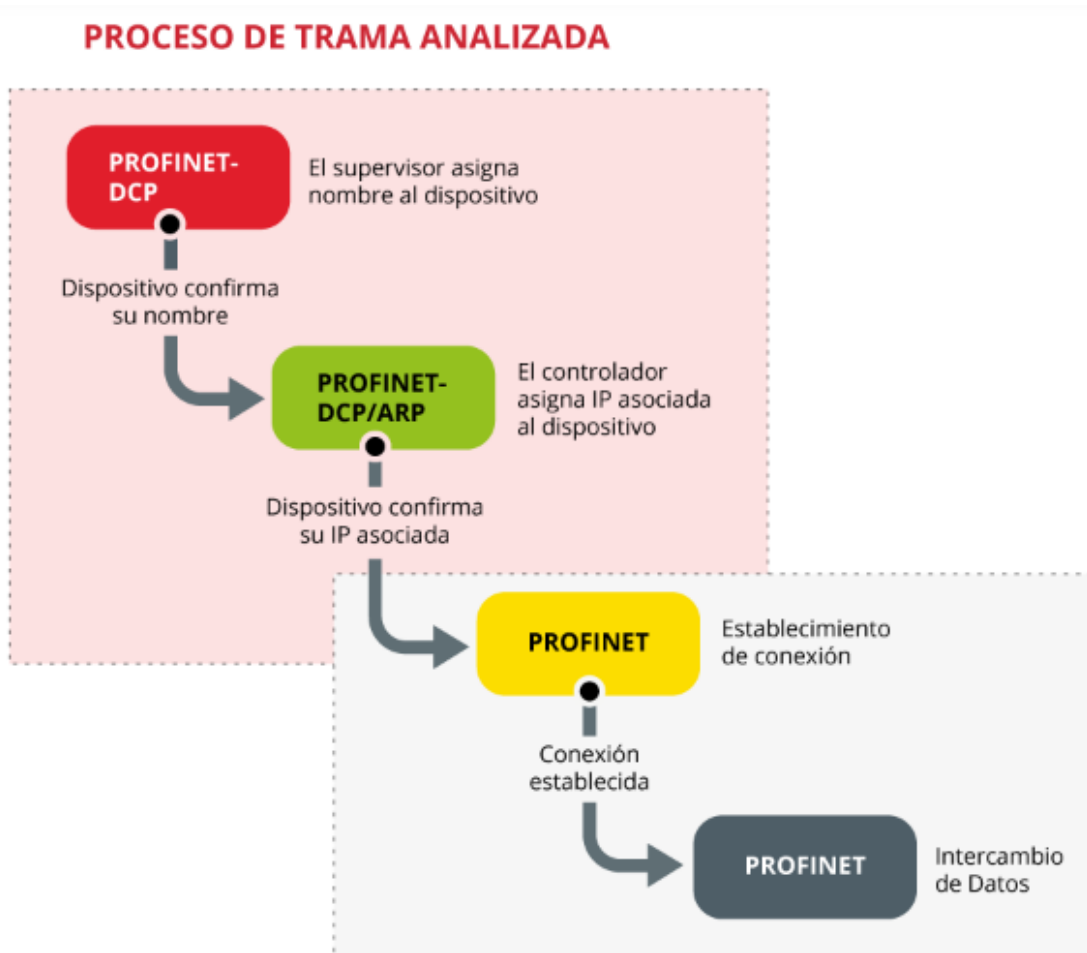 PROCESO DE TRAMA ANALIZADA
PROFINET-
DCP
El supervisor asigna
nombre al dispositivo
Dispositivo confirma
su nombre
PROFINET-
DCP/ARP
El controlador
asigna IP asociada
al dispositivo
Dispositivo confirma
su IP asociada
PROFINET
Establecimiento
de conexión
Conexión
establecida
PROFINET
Intercambio
de Datos